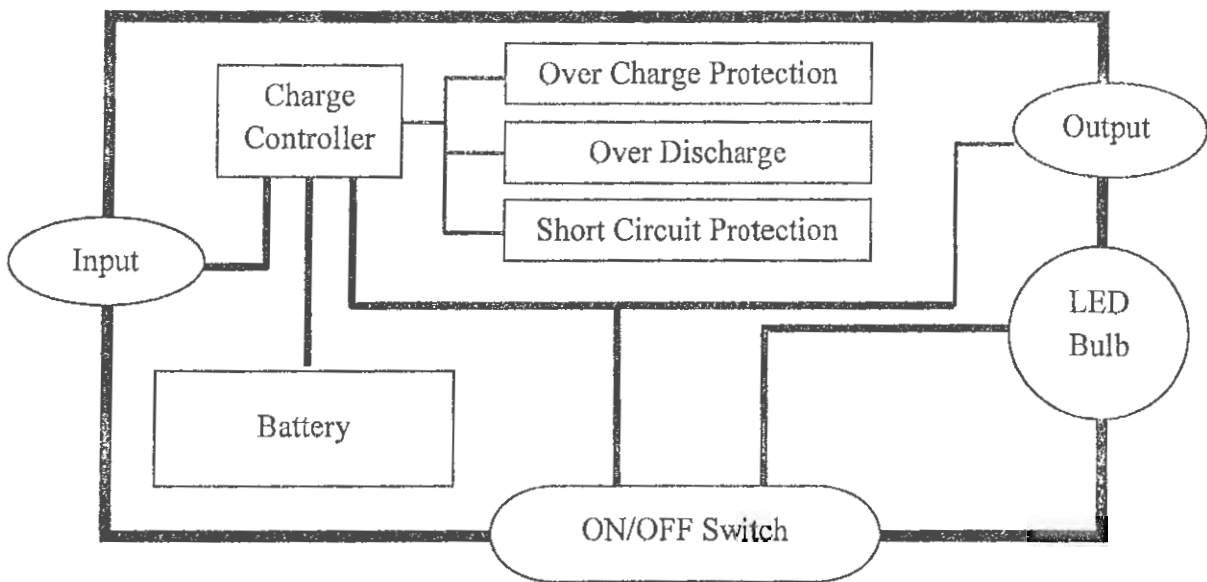 Over Charge Protection
Charge
Controller
Output
Over Discharge
Short Circuit Protection
Input
LED
Bulb
Battery
ON/OFF Switch